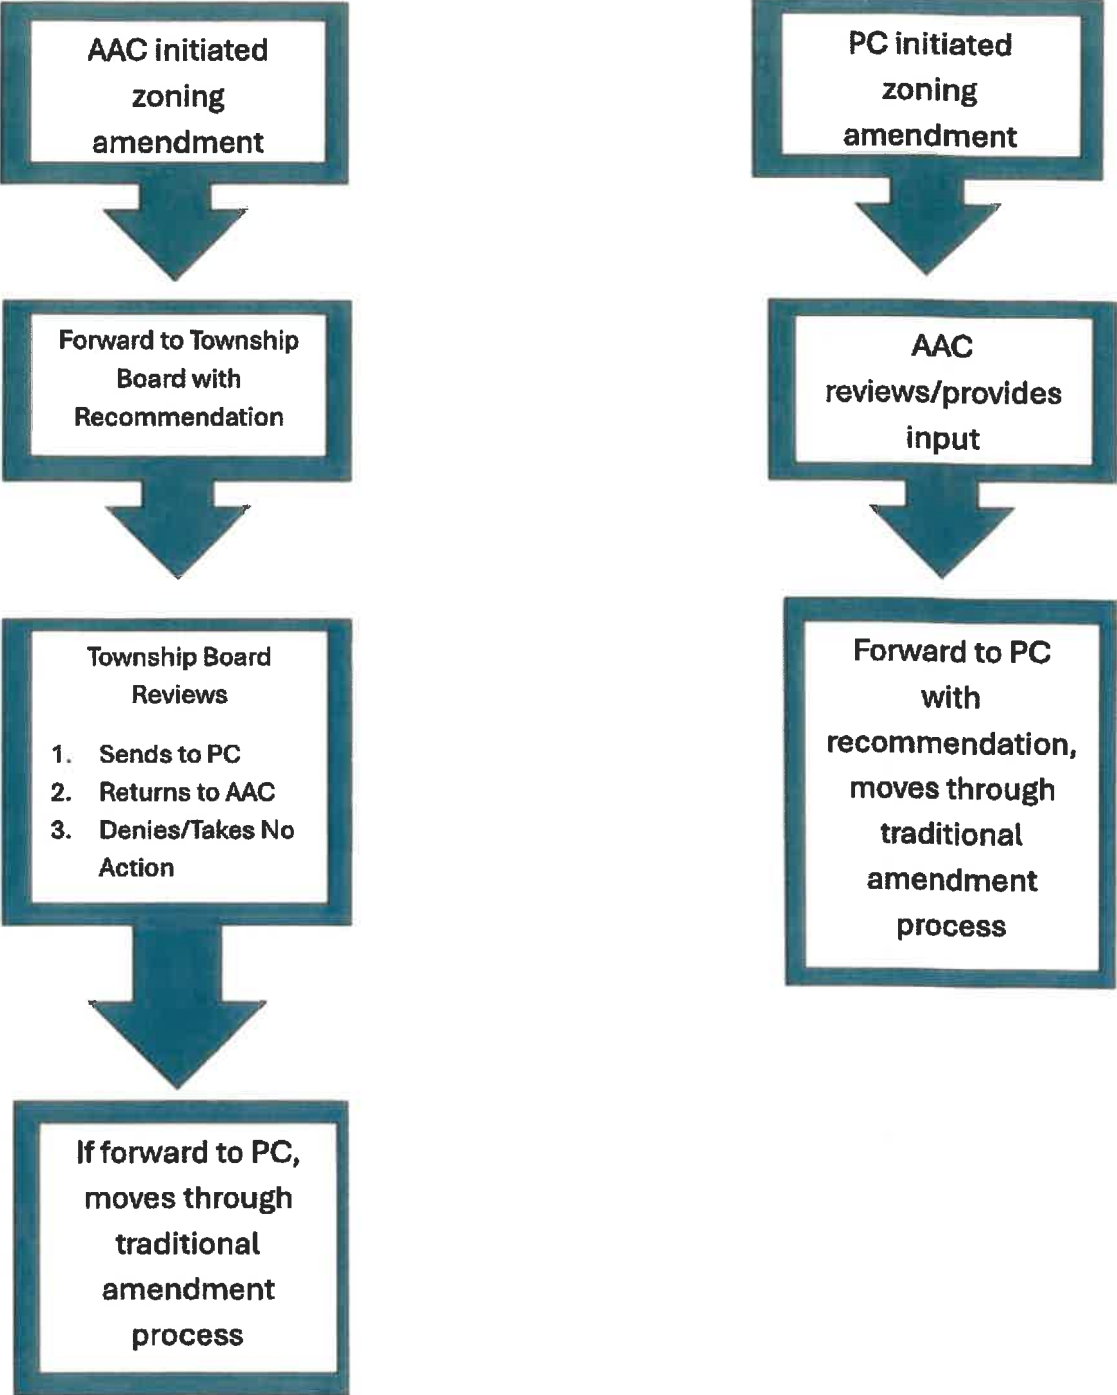 AAC initiated
zoning
amendment
Forward to Township
Board with
Recommendation
Township Board
Reviews
1. Sends to PC
2. Returns to AAC
3. Denies/Takes No
Action
If forward to PC,
moves through
traditional
amendment
process
PC initiated
zoning
amendment
AAC
reviews/provides
input
Forward to PC
with
recommendation,
moves through
traditional
amendment
process